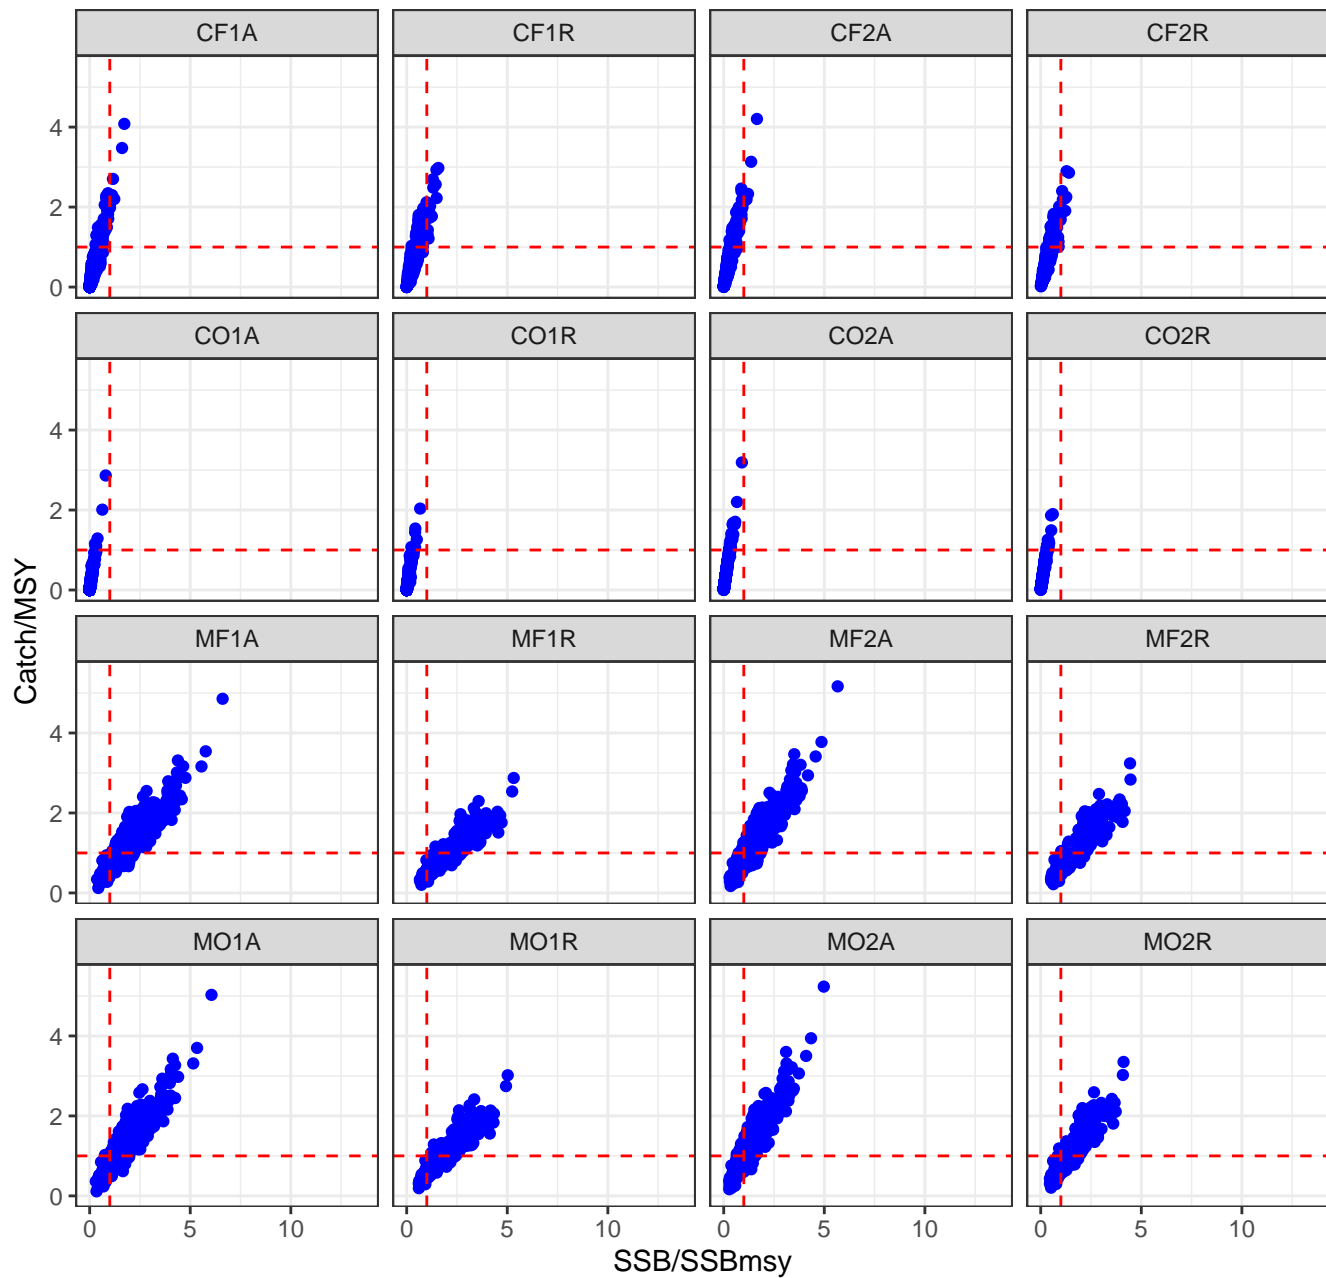 CF1A CF1R CF2A CF2R
4
2
0
CO1A CO1R CO2A CO2R
4
2
0
MF1A MF1R MF2A MF2R
4
2
0
MO1A MO1R MO2A MO2R
4
2
0
0 5 10 0 5 10 0 5 10 0 5 10
Catch/MSY
SSB/SSBmsy